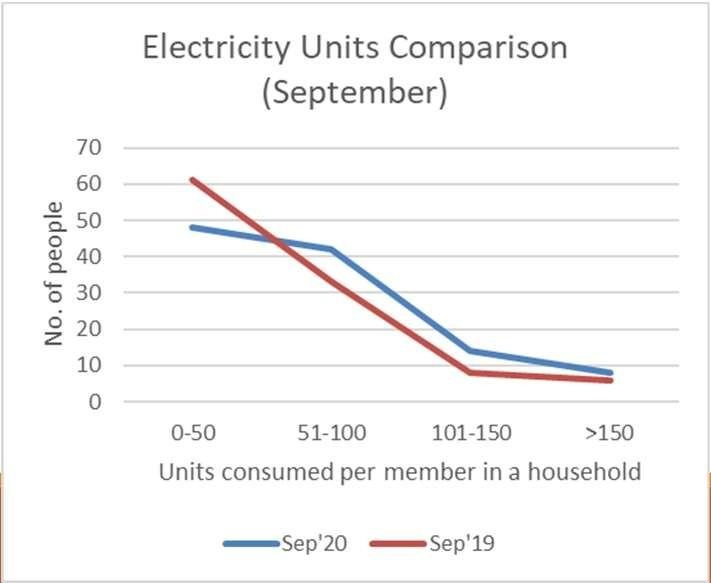 Electricity Units Comparison
(September)
70
60
50
40
30
20
10
0
No. of people
0-50 51-100 101-150 >150
Units consumed per member in a household
Sep'20 Sep'19